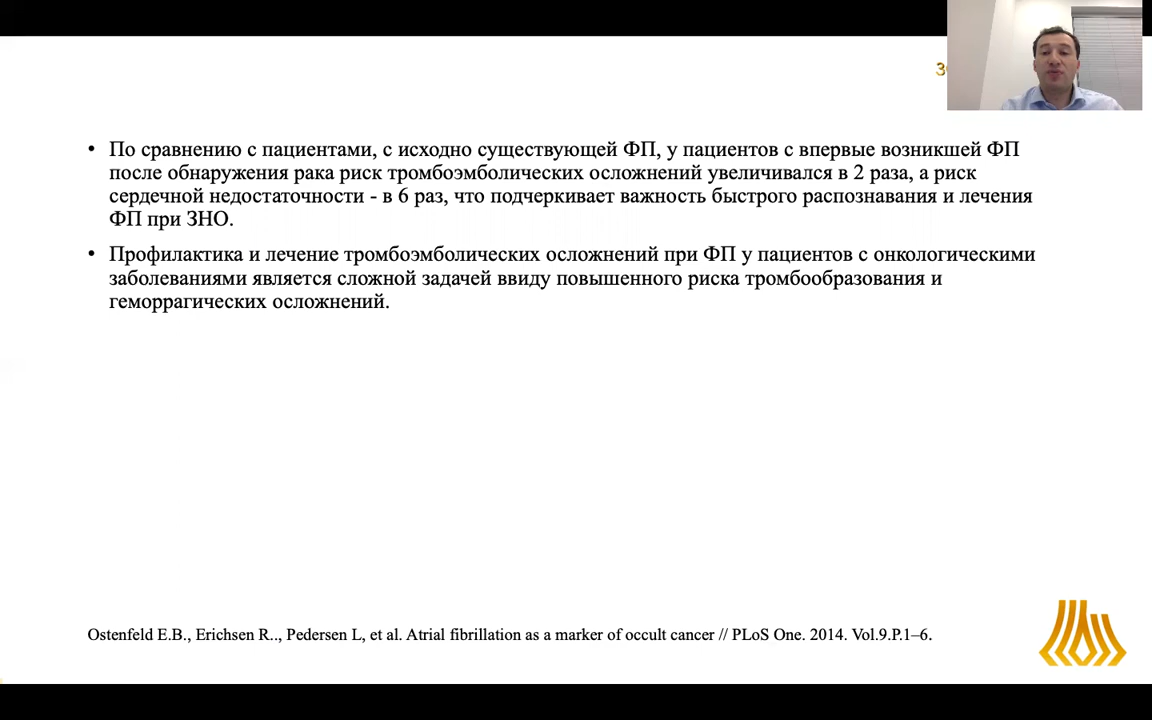 • По сравнению с пациентами, с исходно существующей ФП, у пациентов с впервые возникшей ФП
после обнаружения рака риск тромбоэмболических осложнений увеличивался в 2 раза, а риск
сердечной недостаточности - в 6 раз, что подчеркивает важность быстрого распознавания и лечения
ФП при ЗНО.
• Профилактика и лечение тромбоэмболических осложнений при ФП у пациентов с онкологическими
заболеваниями является сложной задачей ввиду повышенного риска тромбообразования и
геморрагических осложнений.
Ostenfeld E.B., Erichsen R.., Pedersen L, et al. Atrial fibrillation as a marker of occult cancer // PLoS One. 2014. Vol.9.P.1–6.